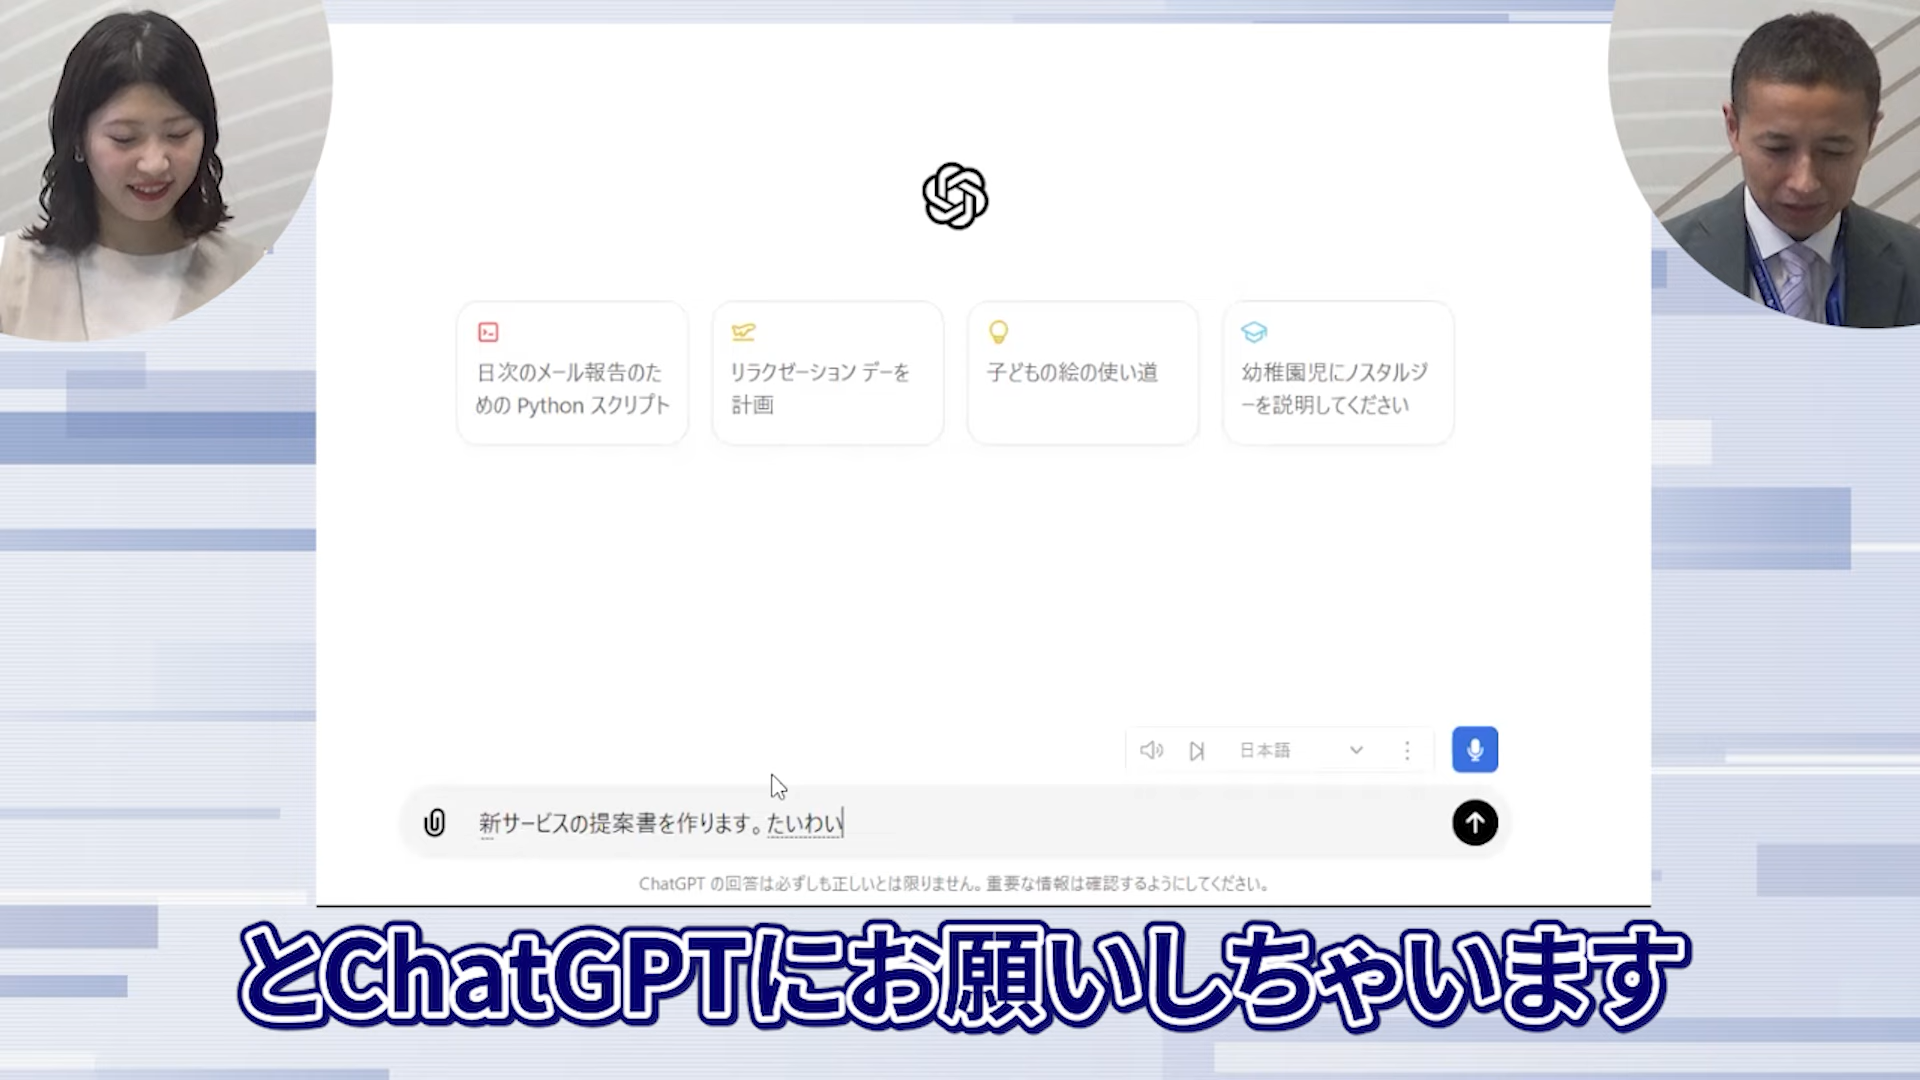 日次のメール報告のた
めの Python スクリプト
リラクゼーション デーを
計画
子どもの絵の使い道
幼稚園児にノスタルジ
ーを説明してください
日本語
新サービスの提案書を作ります。たいわい
ChatGPT の回答は必ずしも正しいとは限りません。重要な情報は確認するようにしてください。
とChatGPTにお願いしちゃいます